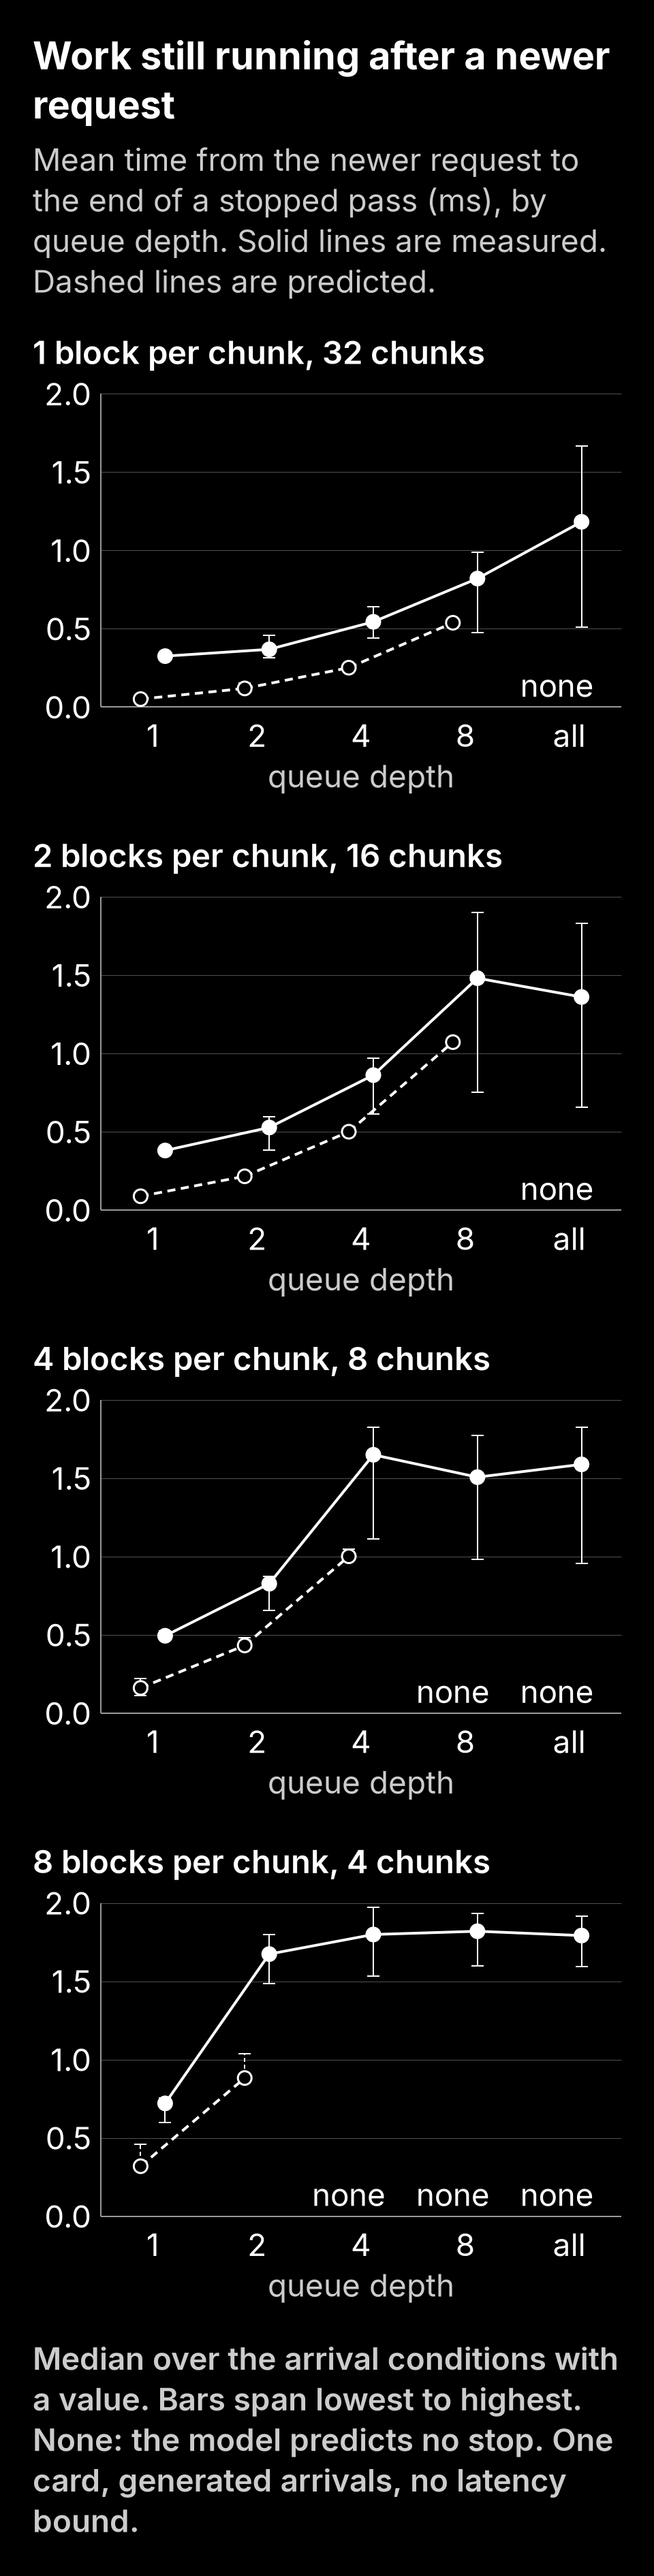 Work still running after a newer
request
Mean time from the newer request to
the end of a stopped pass (ms), by
queue depth. Solid lines are measured.
Dashed lines are predicted.
1 block per chunk, 32 chunks
2.0
1.5
1.0
0.5
0.0
none
1 2 4 8 all
queue depth
2 blocks per chunk, 16 chunks
2.0
1.5
1.0
0.5
0.0
none
1 2 4 8 all
queue depth
4 blocks per chunk, 8 chunks
2.0
1.5
1.0
0.5
0.0
none none
1 2 4 8 all
queue depth
8 blocks per chunk, 4 chunks
2.0
1.5
1.0
0.5
0.0
none none none
1 2 4 8 all
queue depth
Median over the arrival conditions with
a value. Bars span lowest to highest.
None: the model predicts no stop. One
card, generated arrivals, no latency
bound.